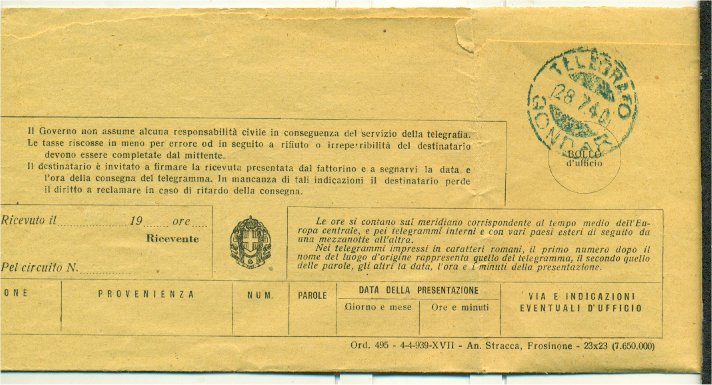 TELEGRAFO
28 7 40
GONDAR
BOLLO
d'ufficio
Il Governo non assume alcuna responsabilità civile in conseguenza del servizio della telegrafia.
Le tasse riscosse in meno per errore od in seguito a rifiuto o irreperibilità del destinatario
devono essere completate dal mittente.
Il destinatario è invitato a firmare la ricevuta presentata dal fattorino e a segnarvi la data e
l'ora della consegna del telegramma. In mancanza di tali indicazioni il destinatario perde
il diritto a reclamare in caso di ritardo della consegna.
Ricevuto il 19 ore
Ricevente
Pel circuito N.
Le ore si contano sul meridiano corrispondente al tempo medio dell'Eu-
ropa centrale, e pei telegrammi interni e con vari paesi esteri di seguito da
una mezzanotte all'altra.
Nei telegrammi impressi in caratteri romani, il primo numero dopo il
nome del luogo d'origine rappresenta quello del telegramma, il secondo quello
delle parole, gli altri la data, l'ora e i minuti della presentazione.
ONE
PROVENIENZA
NUM.
PAROLE
DATA DELLA PRESENTAZIONE
Giorno e mese
Ore e minuti
VIA E INDICAZIONI
EVENTUALI D'UFFICIO
Ord. 495 - 4-4-939-XVII - An. Stracca, Frosinone - 23x23 (7.650.000)